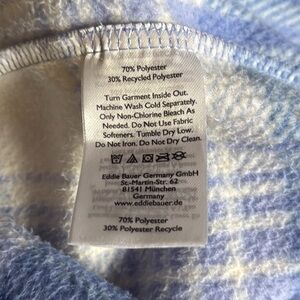 70% Polyester
30% Recycled Polyester
Turn Garment Inside Out.
Machine Wash Cold Separately.
Only Non-Chlorine Bleach As
Needed. Do Not Use Fabric
Softeners. Tumble Dry Low.
Do Not Iron. Do Not Dry Clean.
Eddie Bauer Germany GmbH
St.-Martin-Str. 62
81541 München
Germany
www.eddiebauer.de
70% Polyester
30% Polyester Recycle